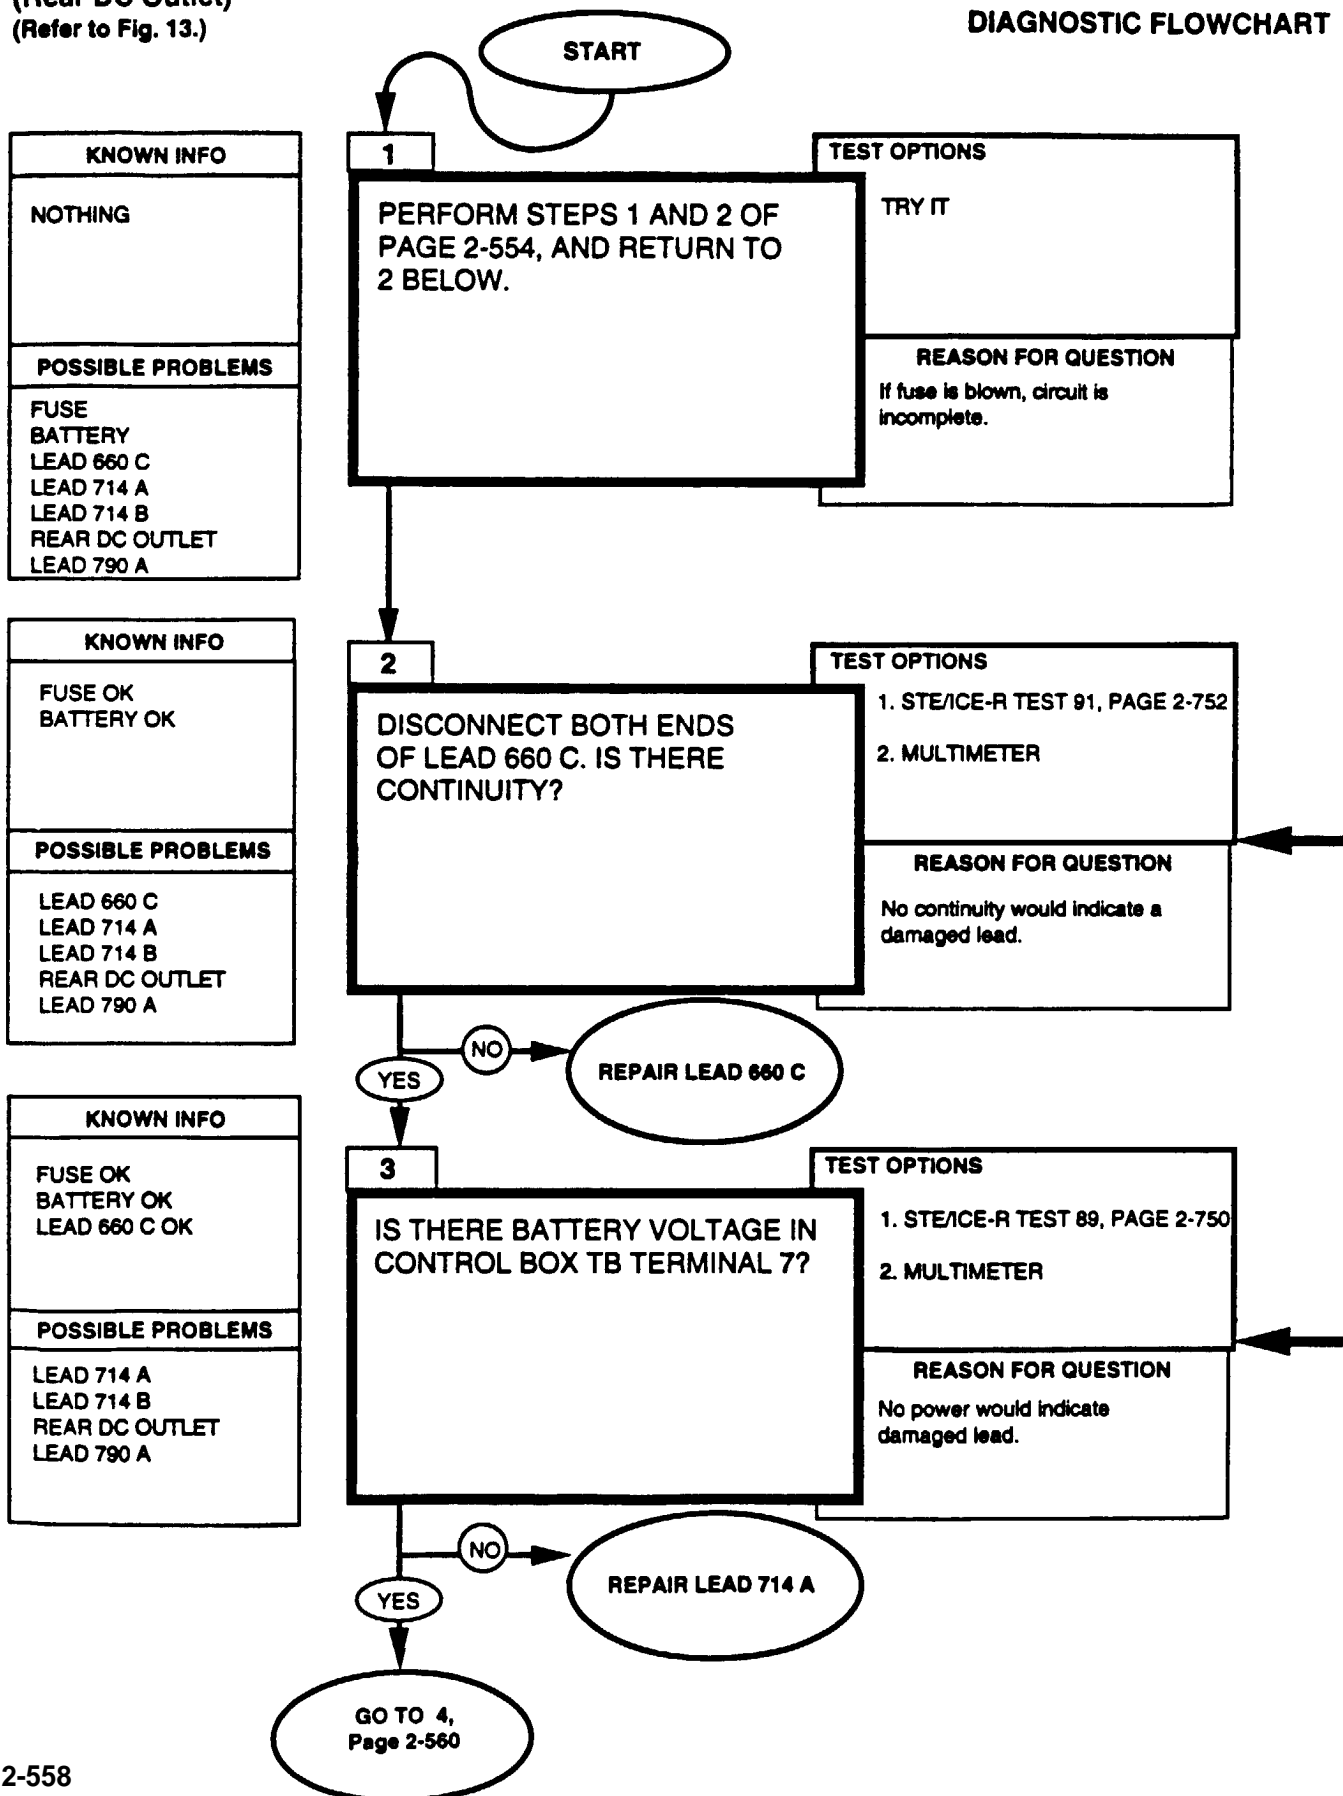 (Rear DC Outlet)
(Refer to Fig. 13.)
DIAGNOSTIC FLOWCHART
START
KNOWN INFO
NOTHING
POSSIBLE PROBLEMS
FUSE
BATTERY
LEAD 660 C
LEAD 714 A
LEAD 714 B
REAR DC OUTLET
LEAD 790 A
1
PERFORM STEPS 1 AND 2 OF
PAGE 2-554, AND RETURN TO
2 BELOW.
TEST OPTIONS
TRY IT
REASON FOR QUESTION
If fuse is blown, circuit is
incomplete.
KNOWN INFO
FUSE OK
BATTERY OK
POSSIBLE PROBLEMS
LEAD 660 C
LEAD 714 A
LEAD 714 B
REAR DC OUTLET
LEAD 790 A
2
DISCONNECT BOTH ENDS
OF LEAD 660 C. IS THERE
CONTINUITY?
TEST OPTIONS
1. STE/ICE-R TEST 91, PAGE 2-752
2. MULTIMETER
REASON FOR QUESTION
No continuity would indicate a
damaged lead.
NO
REPAIR LEAD 660 C
YES
KNOWN INFO
FUSE OK
BATTERY OK
LEAD 660 C OK
POSSIBLE PROBLEMS
LEAD 714 A
LEAD 714 B
REAR DC OUTLET
LEAD 790 A
3
IS THERE BATTERY VOLTAGE IN
CONTROL BOX TB TERMINAL 7?
TEST OPTIONS
1. STE/ICE-R TEST 89, PAGE 2-750
2. MULTIMETER
REASON FOR QUESTION
No power would indicate
damaged lead.
NO
REPAIR LEAD 714 A
YES
GO TO 4,
Page 2-560
2-558